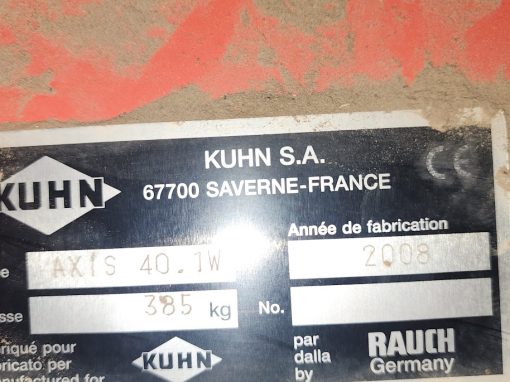 KUHN S.A.
67700 SAVERNE-FRANCE
CE
KUHN
Année de fabrication
AXIS 40.1W
2008
385 kg
No.
KUHN
par
dalla
by
RAUCH
Germany